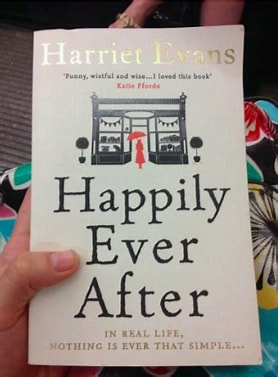 Harriet Evans
'Funny, wistful and wise...I loved this book'
Katie Fforde
Happily
Ever
After
IN REAL LIFE,
NOTHING IS EVER THAT SIMPLE...